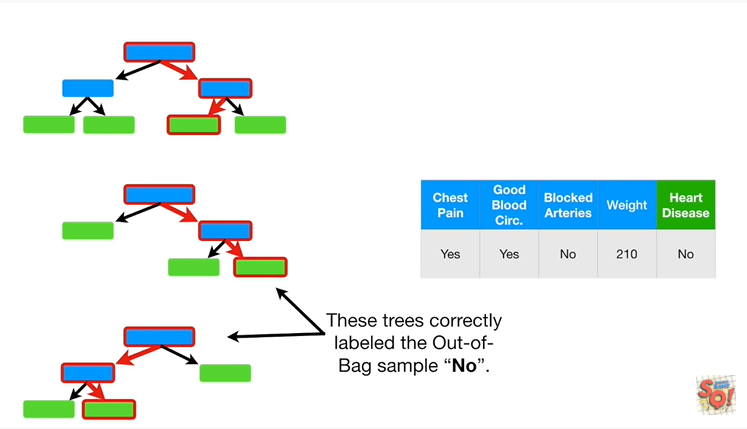 Chest Pain
Good Blood Circ.
Blocked Arteries
Weight
Heart Disease
Yes
Yes
No
210
No
These trees correctly
labeled the Out-of-
Bag sample “No”.
SQ!